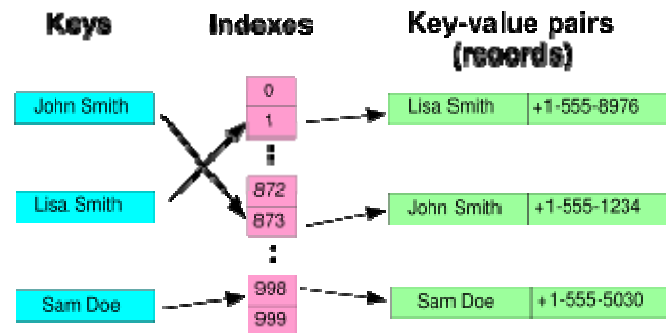 Keys
Indexes
Key-value pairs
(records)
0
John Smith
1
Lisa Smith
+1-555-8976
872
Lisa Smith
873
John Smith
+1-555-1234
998
Sam Doe
999
Sam Doe
+1-555-5030